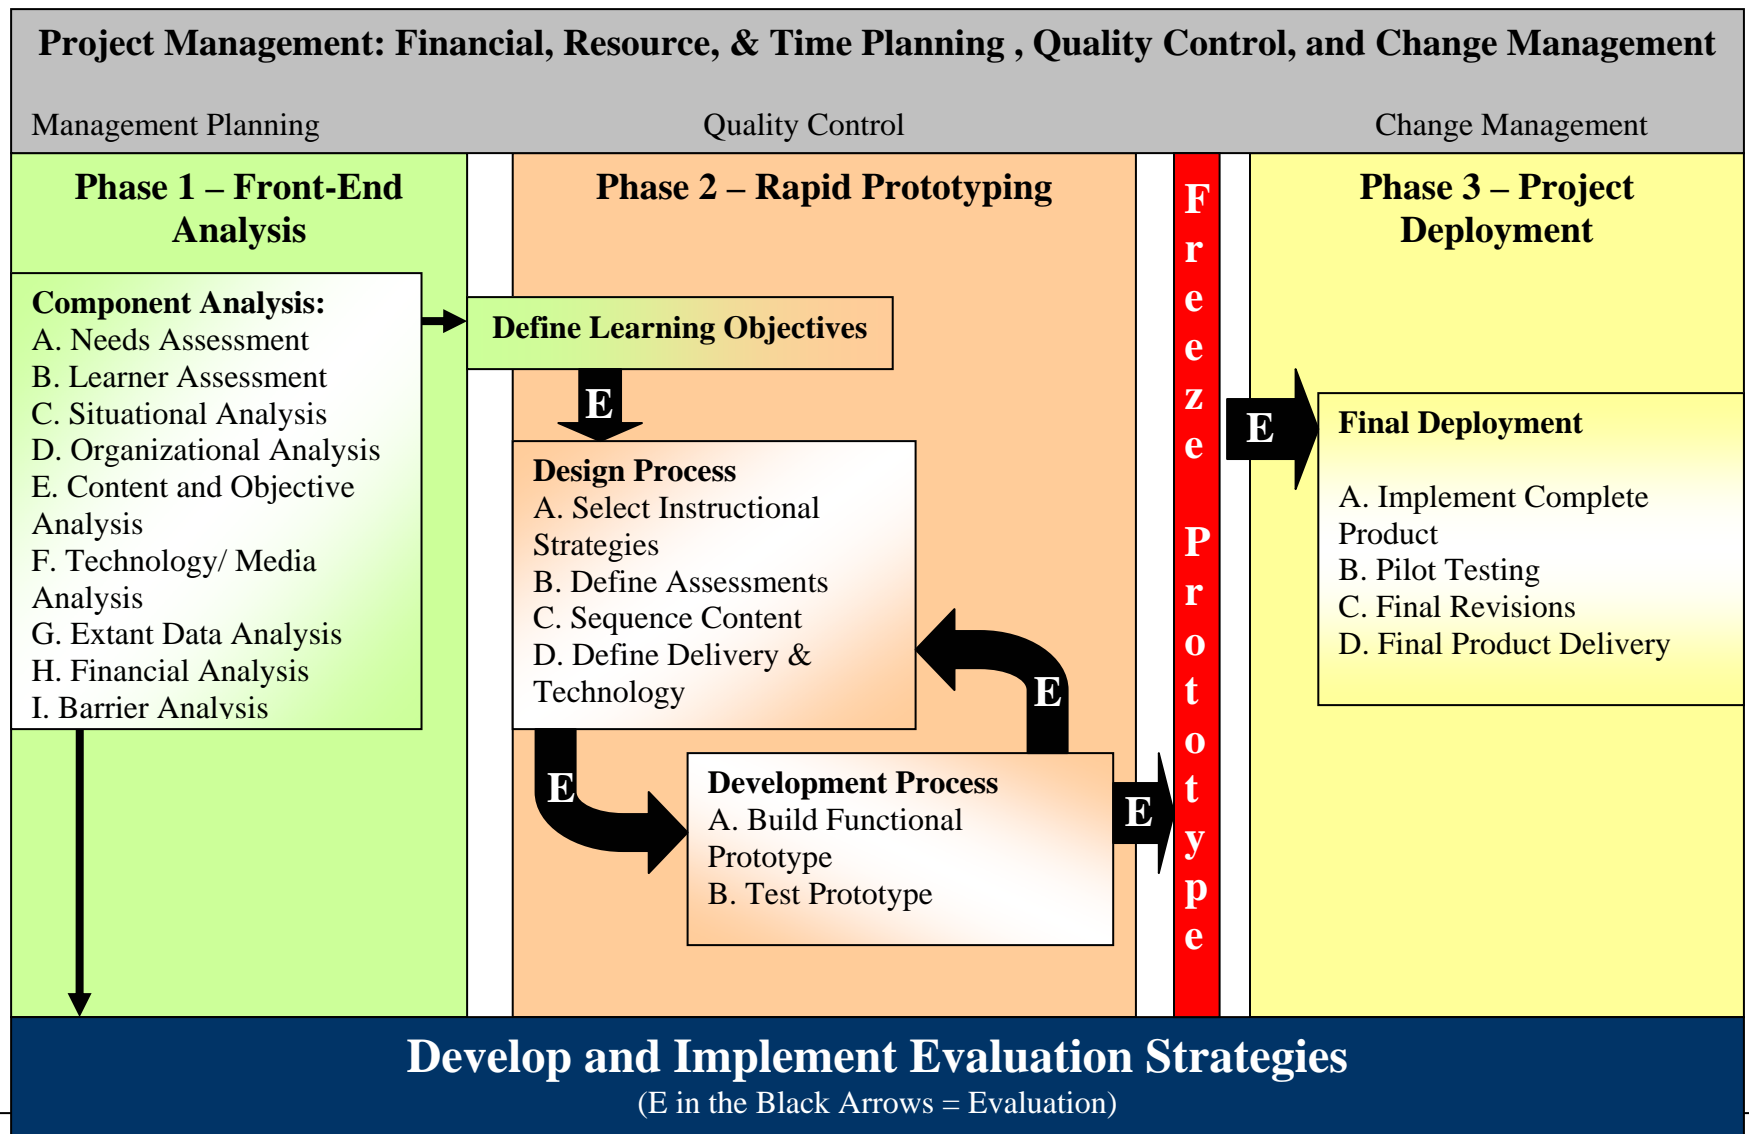 Project Management: Financial, Resource, & Time Planning , Quality Control, and Change Management
Management Planning
Quality Control
Change Management
Phase 1 – Front-End
Analysis
Component Analysis:
A. Needs Assessment
B. Learner Assessment
C. Situational Analysis
D. Organizational Analysis
E. Content and Objective
Analysis
F. Technology/ Media
Analysis
G. Extant Data Analysis
H. Financial Analysis
I. Barrier Analysis
Phase 2 – Rapid Prototyping
Define Learning Objectives
E
Design Process
A. Select Instructional
Strategies
B. Define Assessments
C. Sequence Content
D. Define Delivery &
Technology
E
E
Development Process
A. Build Functional
Prototype
B. Test Prototype
E
Freeze Prototype
E
Phase 3 – Project
Deployment
Final Deployment
A. Implement Complete
Product
B. Pilot Testing
C. Final Revisions
D. Final Product Delivery
Develop and Implement Evaluation Strategies
(E in the Black Arrows = Evaluation)